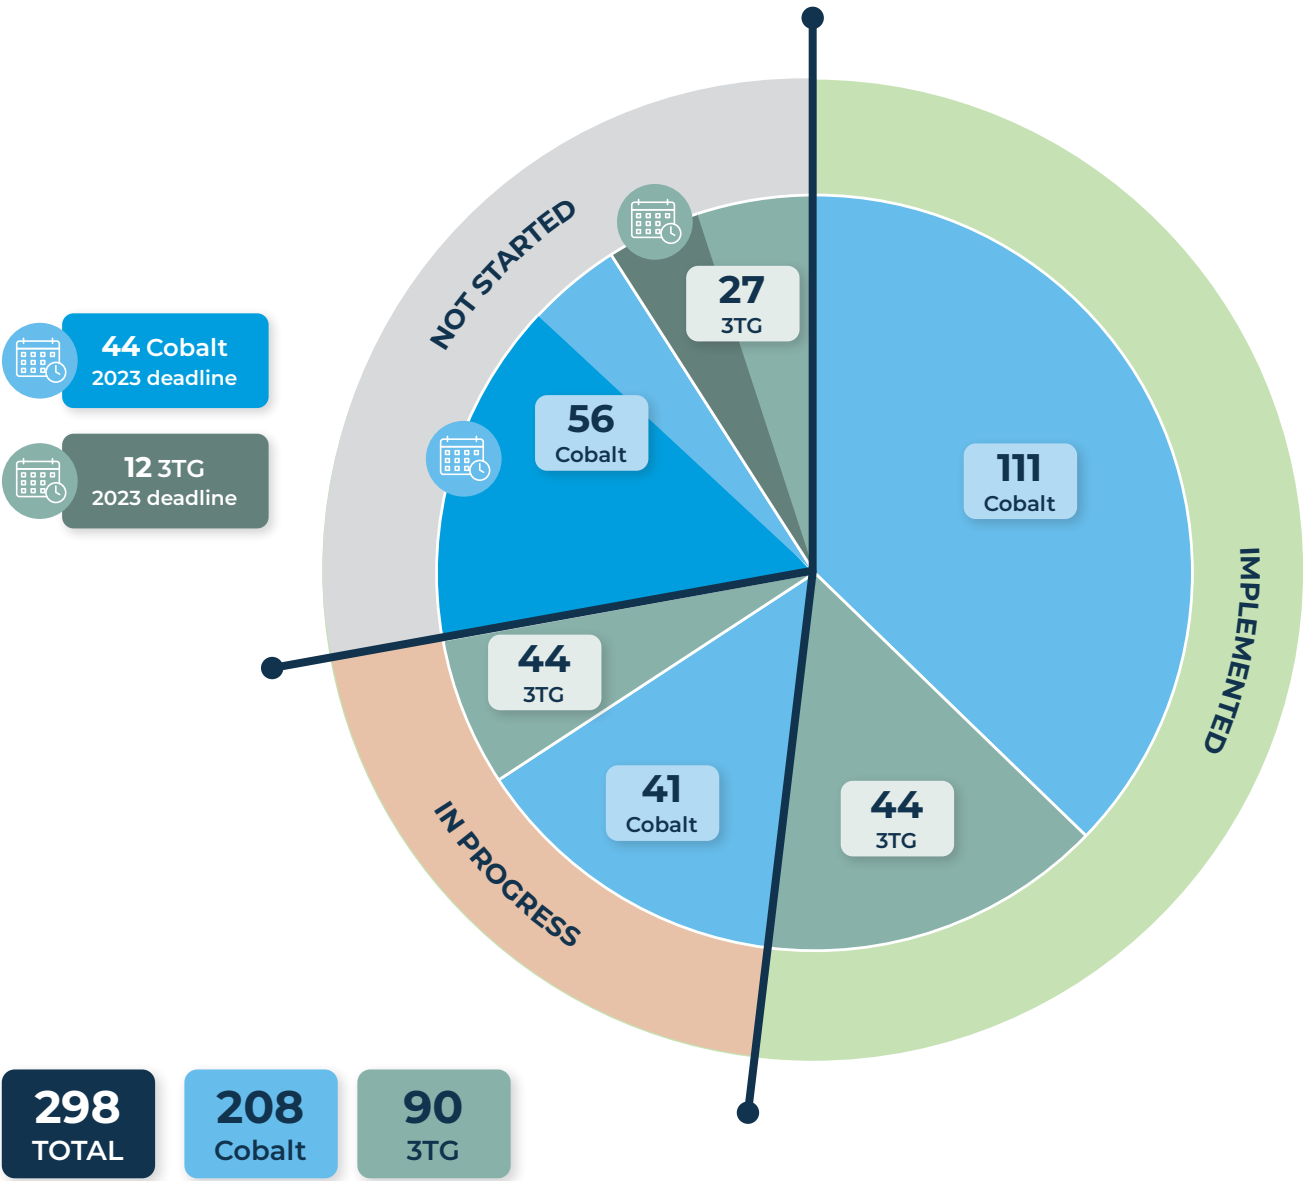 NOT STARTED
27
3TG
44 Cobalt
2023 deadline
56
Cobalt
111
Cobalt
12 3TG
2023 deadline
IMPLEMENTED
44
3TG
41
Cobalt
44
3TG
IN PROGRESS
298
TOTAL
208
Cobalt
90
3TG